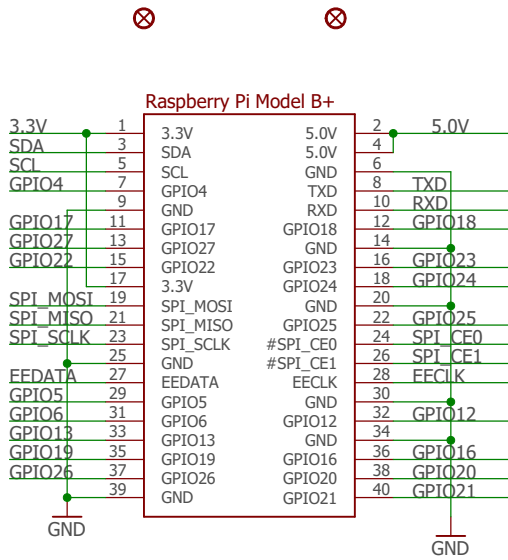 Raspberry Pi Model B+
3.3V 1 3.3V 5.0V 2 5.0V
SDA 3 SDA 5.0V 4
SCL 5 SCL GND 6
GPIO4 7 GPIO4 TXD 8 TXD
9 GND RXD 10 RXD
GPIO17 11 GPIO17 GPIO18 12 GPIO18
GPIO27 13 GPIO27 GND 14
GPIO22 15 GPIO22 GPIO23 16 GPIO23
17 3.3V GPIO24 18 GPIO24
SPI_MOSI 19 SPI_MOSI GND 20
SPI_MISO 21 SPI_MISO GPIO25 22 GPIO25
SPI_SCLK 23 SPI_SCLK #SPI_CE0 24 SPI_CE0
25 GND #SPI_CE1 26 SPI_CE1
EEDATA 27 EEDATA EECLK 28 EECLK
GPIO5 29 GPIO5 GND 30
GPIO6 31 GPIO6 GPIO12 32 GPIO12
GPIO13 33 GPIO13 GND 34
GPIO19 35 GPIO19 GPIO16 36 GPIO16
GPIO26 37 GPIO26 GPIO20 38 GPIO20
39 GND GPIO21 40 GPIO21
GND GND